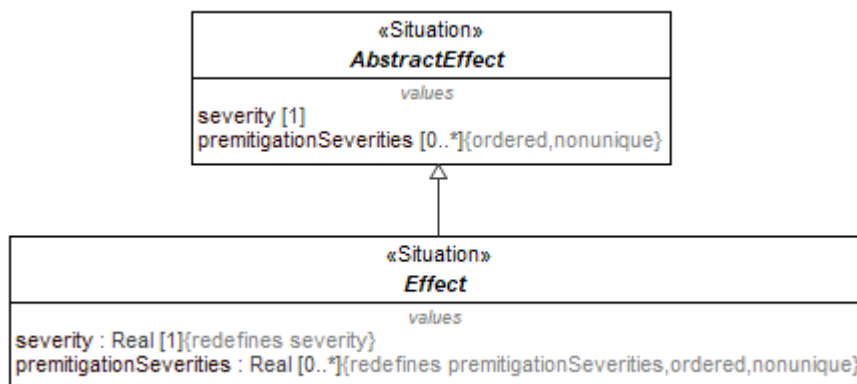 «Situation»
AbstractEffect
values
severity [1]
premitigationSeverities [0..*]{ordered,nonunique}
«Situation»
Effect
values
severity : Real [1]{redefines severity}
premitigationSeverities : Real [0..*]{redefines premitigationSeverities,ordered,nonunique}